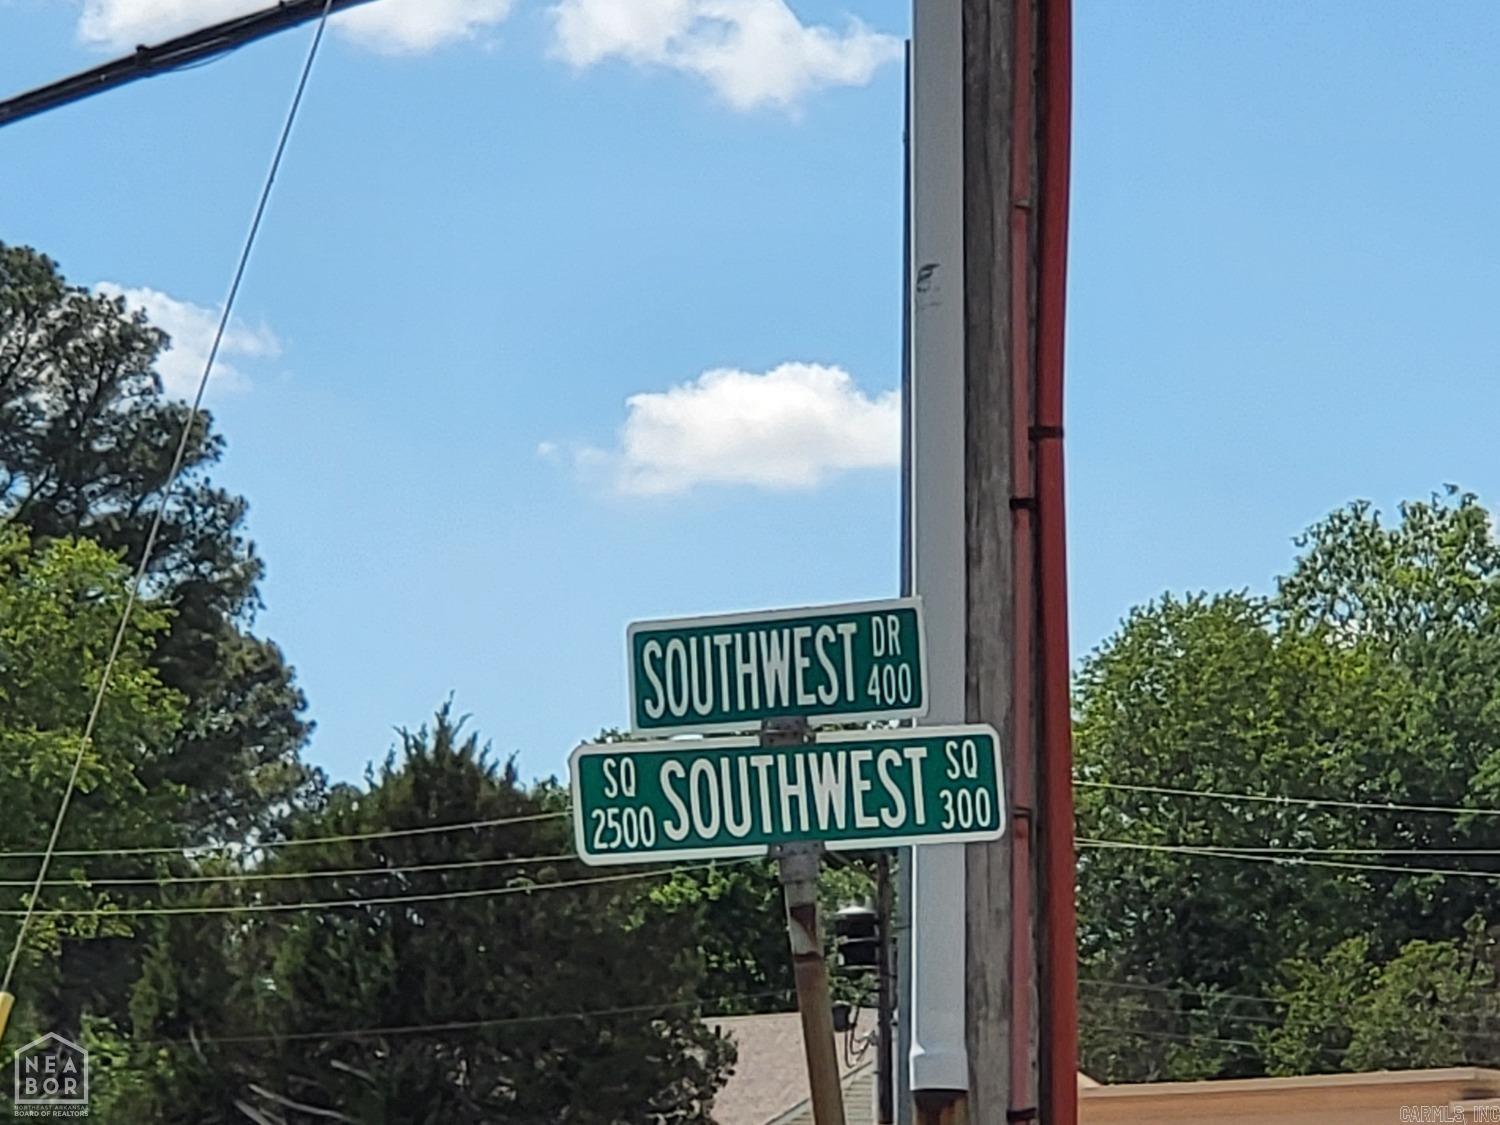 SOUTHWEST DR 400
SQ 2500 SOUTHWEST SQ 300
NEA
BOR
NORTHEAST ARKANSAS
BOARD OF REALTORS
CARMLS, INC